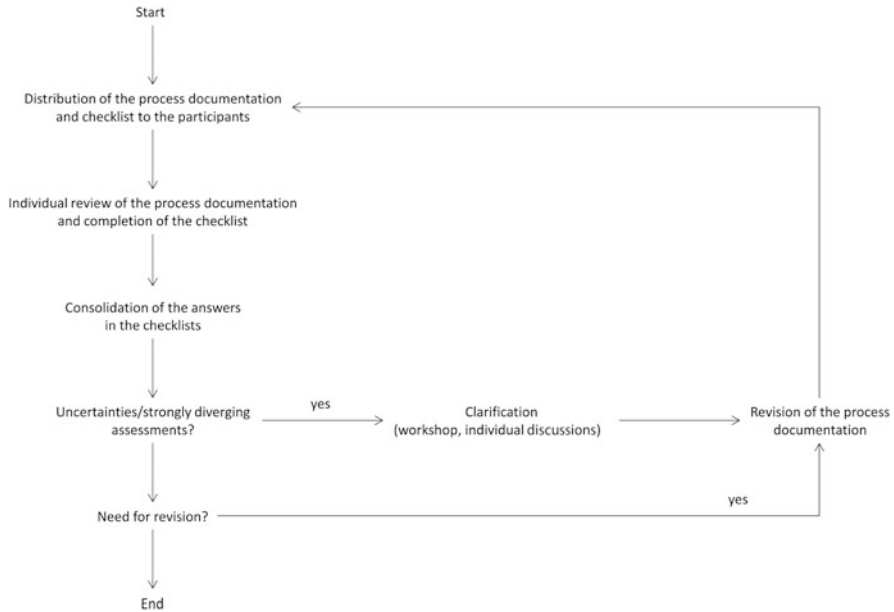 Start
Distribution of the process documentation
and checklist to the participants
Individual review of the process documentation
and completion of the checklist
Consolidation of the answers
in the checklists
Uncertainties/strongly diverging
assessments?
yes
Clarification
(workshop, individual discussions)
Revision of the process
documentation
Need for revision?
yes
End